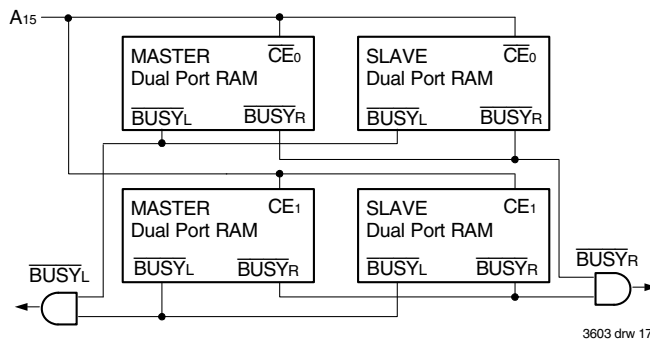 A15
MASTER
Dual Port RAM
CE0
BUSYL
BUSYR
SLAVE
Dual Port RAM
CE0
BUSYL
BUSYR
MASTER
Dual Port RAM
CE1
BUSYL
BUSYR
SLAVE
Dual Port RAM
CE1
BUSYL
BUSYR
BUSYL
BUSYR
3603 drw 17